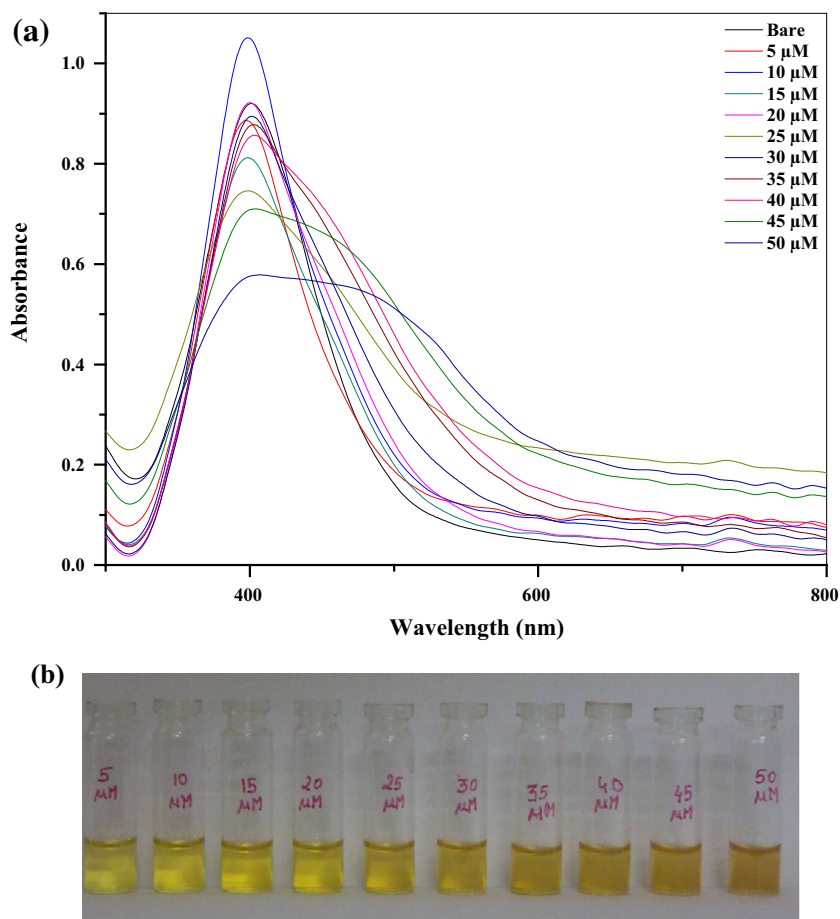 (a)
Bare
5 µM
10 µM
15 µM
20 µM
25 µM
30 µM
35 µM
40 µM
45 µM
50 µM
1.0
0.8
0.6
0.4
0.2
0.0
Absorbance
400
600
800
Wavelength (nm)
(b)
5 µM
10 µM
15 µM
20 µM
25 µM
30 µM
35 µM
40 µM
45 µM
50 µM